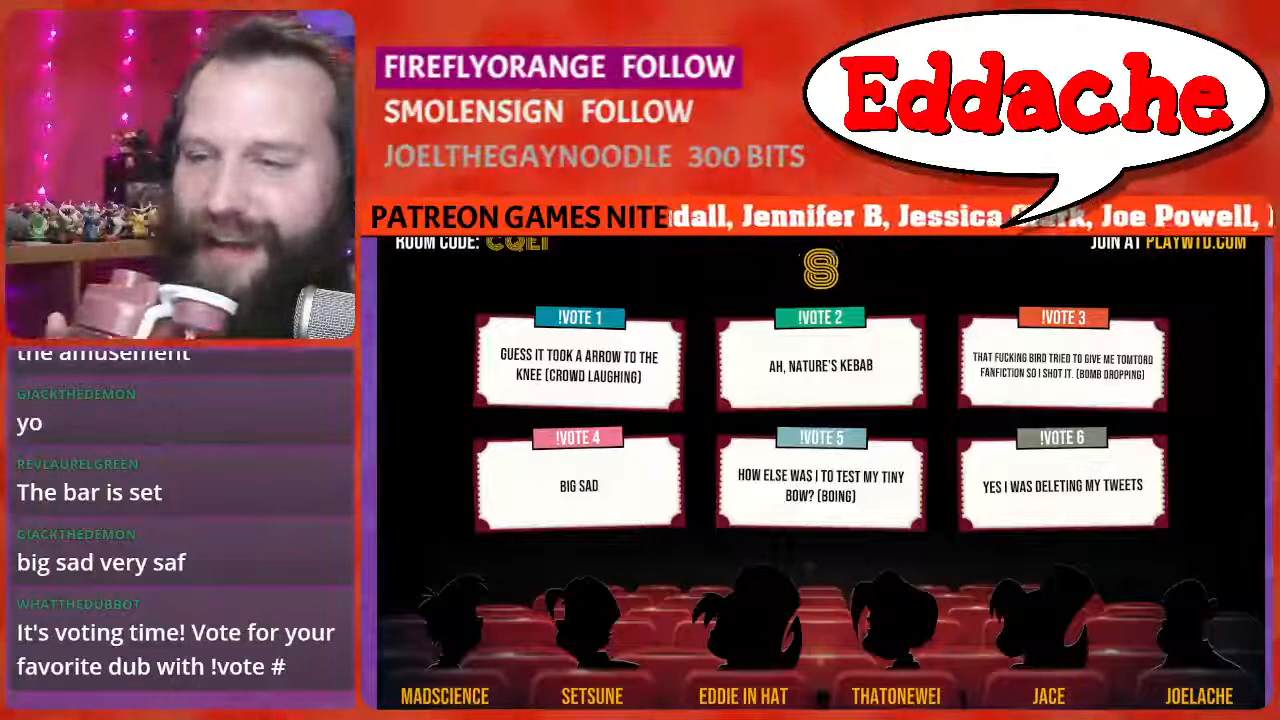 FIREFLYORANGE FOLLOW
SMOLENSIGN FOLLOW
JOELTHEGAYNOODLE 300 BITS
Eddache
PATREON GAMES NITE
dall, Jennifer B, Jessica Clark, Joe Powell,
ROOM CODE:
JOIN AT PLAYWTD.COM
8
!VOTE 1
GUESS IT TOOK A ARROW TO THE
KNEE (CROWD LAUGHING)
!VOTE 2
AH, NATURE'S KEBAB
!VOTE 3
THAT FUCKING BIRD TRIED TO GIVE ME TOMTORD
FANFICTION SO I SHOT IT. (BOMB DROPPING)
!VOTE 4
BIG SAD
!VOTE 5
HOW ELSE WAS I TO TEST MY TINY
BOW? (BOING)
!VOTE 6
YES I WAS DELETING MY TWEETS
MADSCIENCE
SETSUNE
EDDIE IN HAT
THATONEWEI
JACE
JOELACHE
the amusement
GIACKTHEDEMON
yo
REVLAURELGREEN
The bar is set
GIACKTHEDEMON
big sad very saf
WHATTHEDUBBOT
It's voting time! Vote for your
favorite dub with !vote #